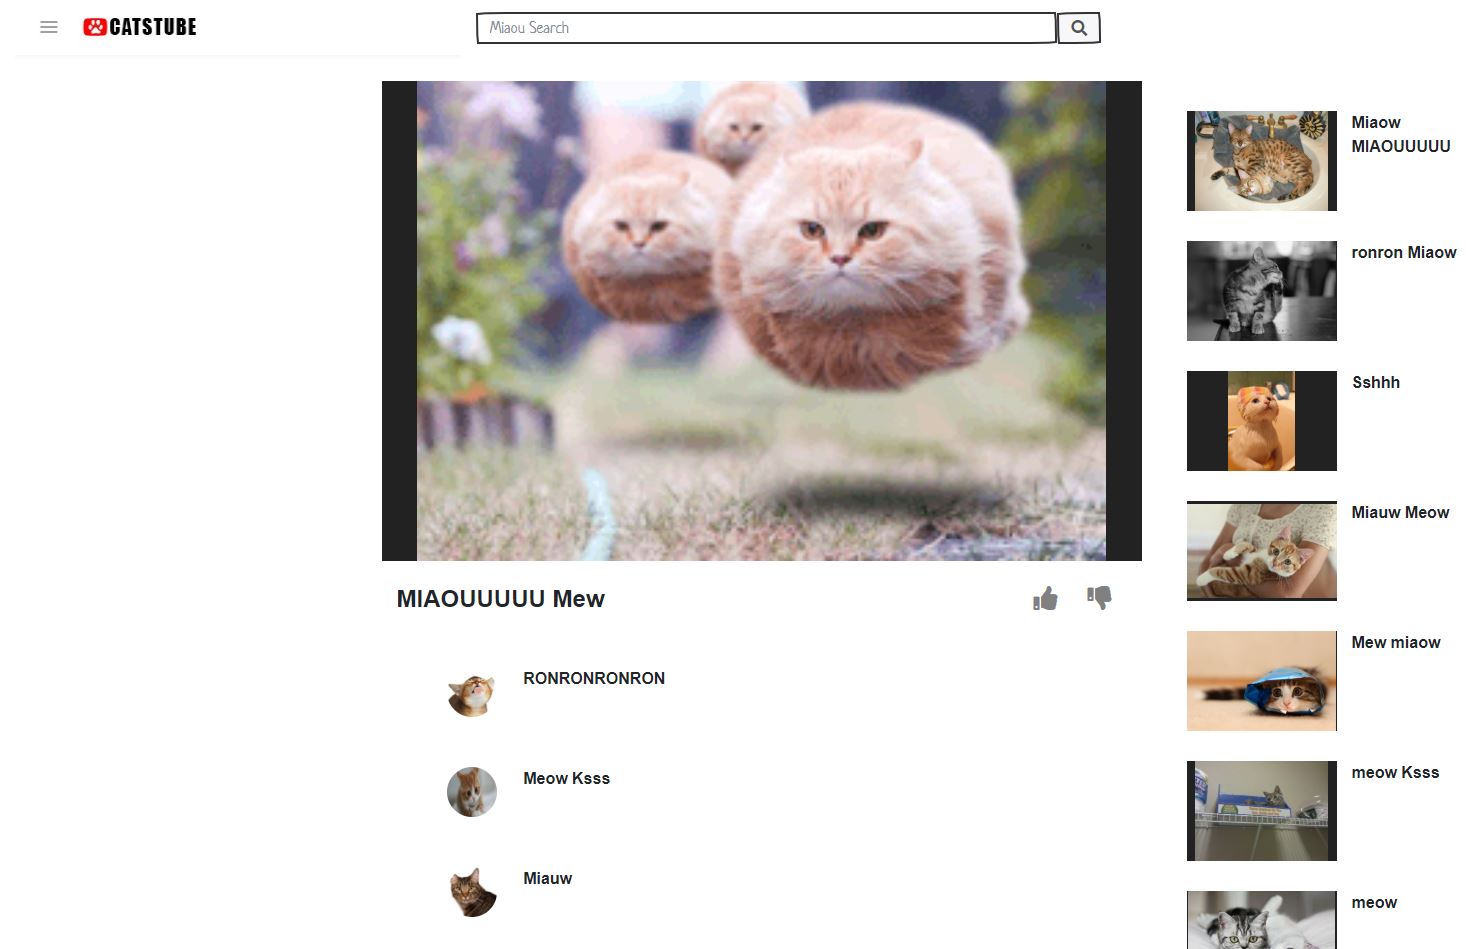 CATSTUBE
Miaou Search
MIAOUUUUU Mew
RONRONRONRON
Meow Ksss
Miauw
Miaow
MIAOUUUUU
ronron Miaow
Sshhh
Miauw Meow
Mew miaow
meow Ksss
meow